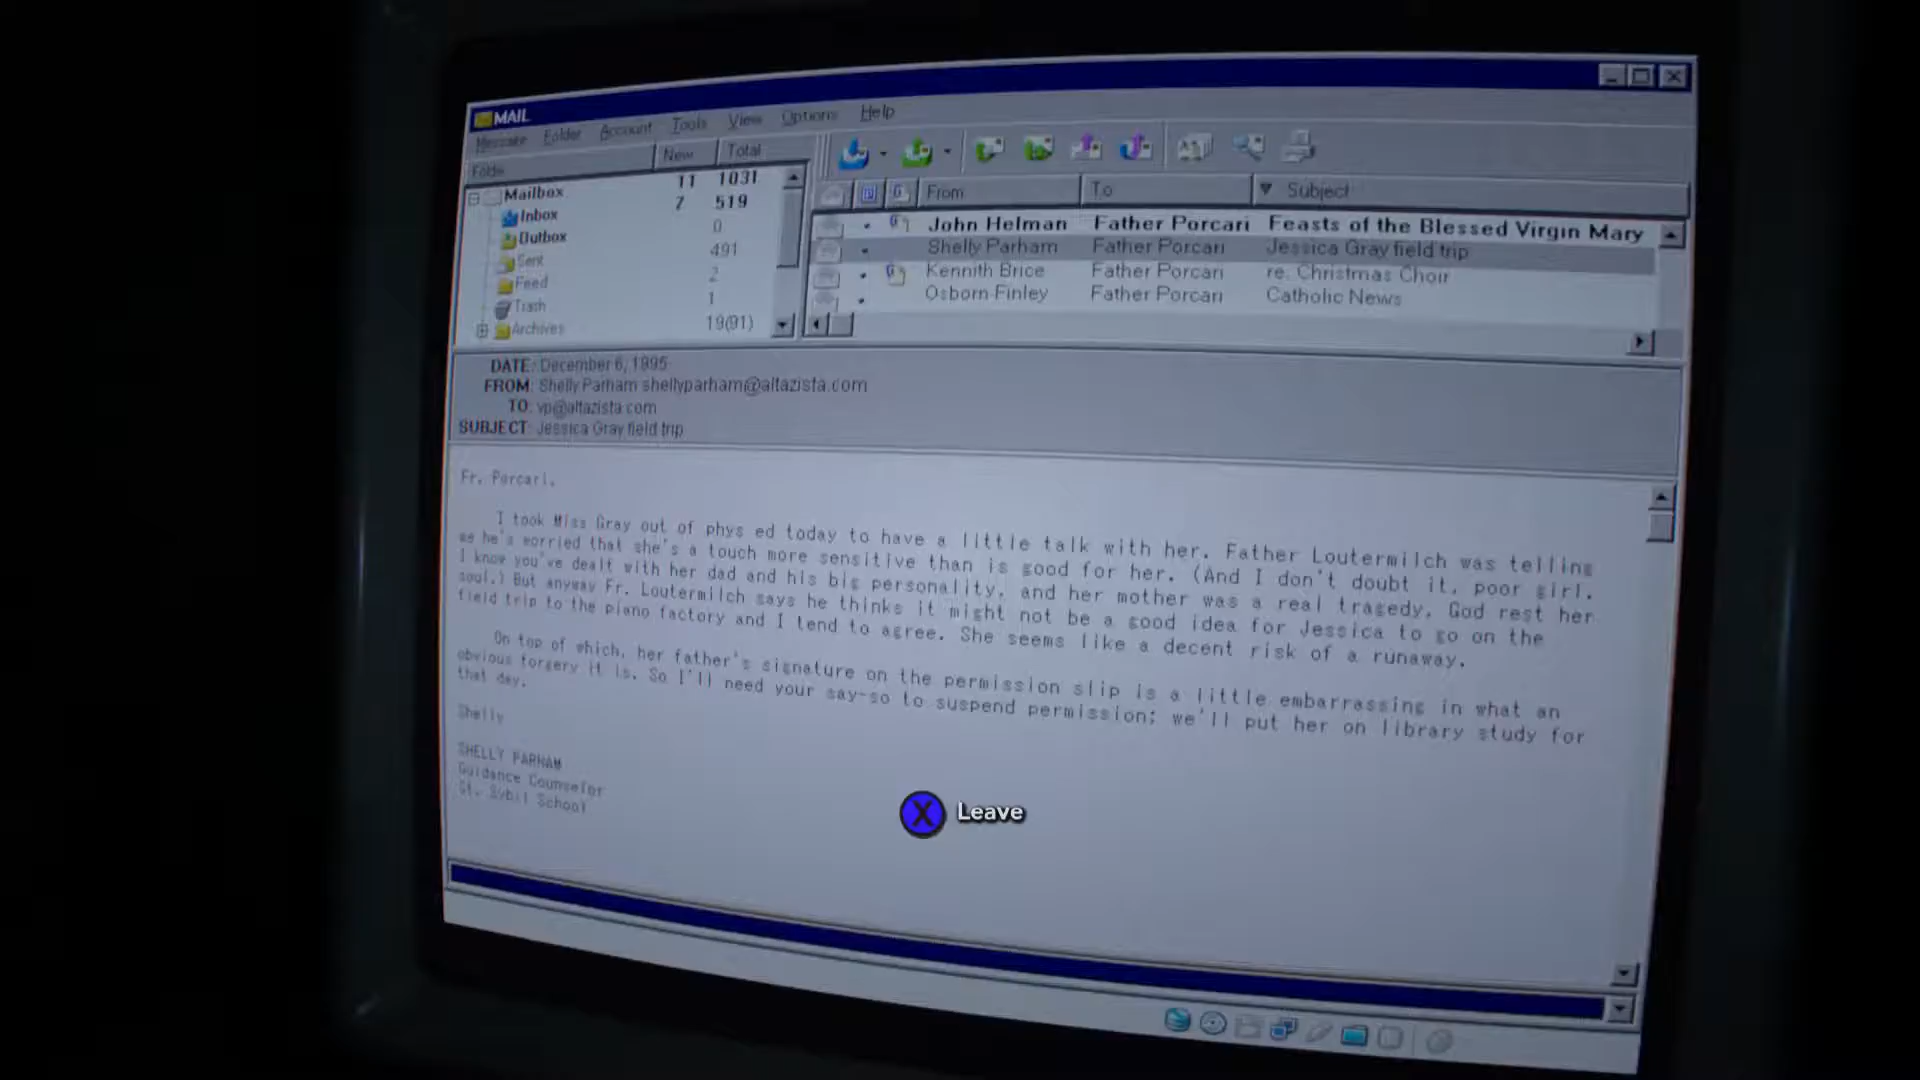 MAIL
Message Folder Account Tools View Options Help
Folder New Total
Mailbox 11 1031
Inbox 7 519
Outbox 0
Sent 491
Feed 2
Trash 1
Archives 19(91)
From To Subject
John Helman Father Porcari Feasts of the Blessed Virgin Mary
Shelly Parham Father Porcari Jessica Gray field trip
Kennith Brice Father Porcari re. Christmas Choir
Osborn Finley Father Porcari Catholic News
DATE: December 6, 1995
FROM: Shelly Parham shellyparham@altazista.com
TO: vp@altazista.com
SUBJECT: Jessica Gray field trip
Fr. Porcari,
I took Miss Gray out of phys ed today to have a little talk with her. Father Loutermilch was telling
me he's worried that she's a touch more sensitive than is good for her. (And I don't doubt it, poor girl.
I know you've dealt with her dad and his big personality, and her mother was a real tragedy, God rest her
soul.) But anyway Fr. Loutermilch says he thinks it might not be a good idea for Jessica to go on the
field trip to the piano factory and I tend to agree. She seems like a decent risk of a runaway.
On top of which, her father's signature on the permission slip is a little embarrassing in what an
obvious forgery it is. So I'll need your say-so to suspend permission; we'll put her on library study for
that day.
Shelly
SHELLY PARHAM
Guidance Counselor
St. Sybil School
X Leave